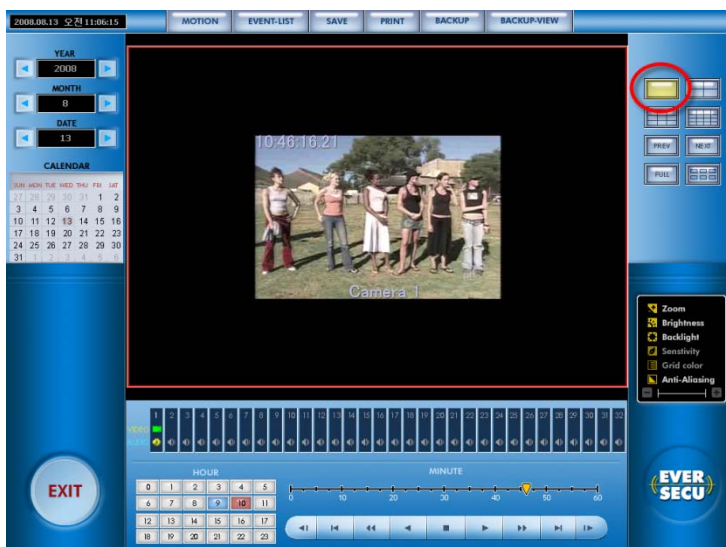 2008.08.13 오전 11:06:15
MOTION EVENT-LIST SAVE PRINT BACKUP BACKUP-VIEW
YEAR
2008
MONTH
8
DATE
13
CALENDAR
SUN MON TUE WED THU FRI SAT
27 28 29 30 31 1 2
3 4 5 6 7 8 9
10 11 12 13 14 15 16
17 18 19 20 21 22 23
24 25 26 27 28 29 30
31 1 2 3 4 5 6
10:46:16.21
Camera 1
PREV NEXT
FULL
Zoom
Brightness
Backlight
Senstivity
Grid color
Anti-Aliasing
1 2 3 4 5 6 7 8 9 10 11 12 13 14 15 16 17 18 19 20 21 22 23 24 25 26 27 28 29 30 31 32
VIDEO
AUDIO
HOUR
0 1 2 3 4 5
6 7 8 9 10 11
12 13 14 15 16 17
18 19 20 21 22 23
MINUTE
0 10 20 30 40 50 60
EXIT
EVER
SECU